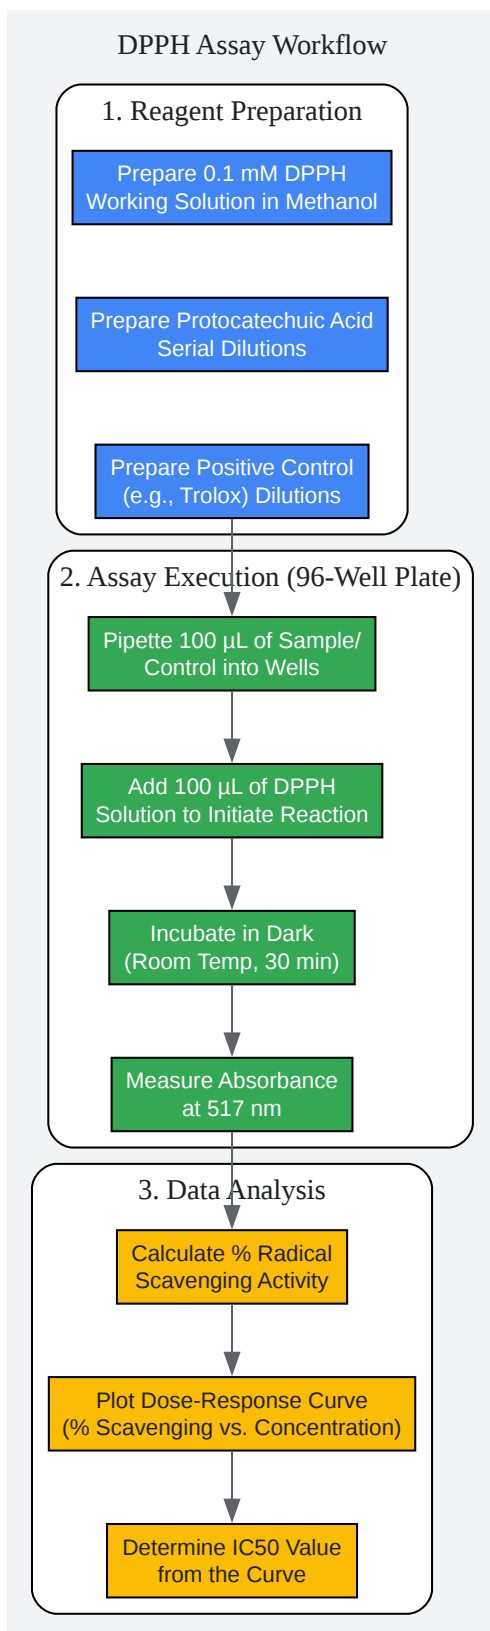 DPPH Assay Workflow
1. Reagent Preparation
Prepare 0.1 mM DPPH
Working Solution in Methanol
Prepare Protocatechuic Acid
Serial Dilutions
Prepare Positive Control
(e.g., Trolox) Dilutions
2. Assay Execution (96-Well Plate)
Pipette 100 µL of Sample/
Control into Wells
Add 100 µL of DPPH
Solution to Initiate Reaction
Incubate in Dark
(Room Temp, 30 min)
Measure Absorbance
at 517 nm
3. Data Analysis
Calculate % Radical
Scavenging Activity
Plot Dose-Response Curve
(% Scavenging vs. Concentration)
Determine IC50 Value
from the Curve